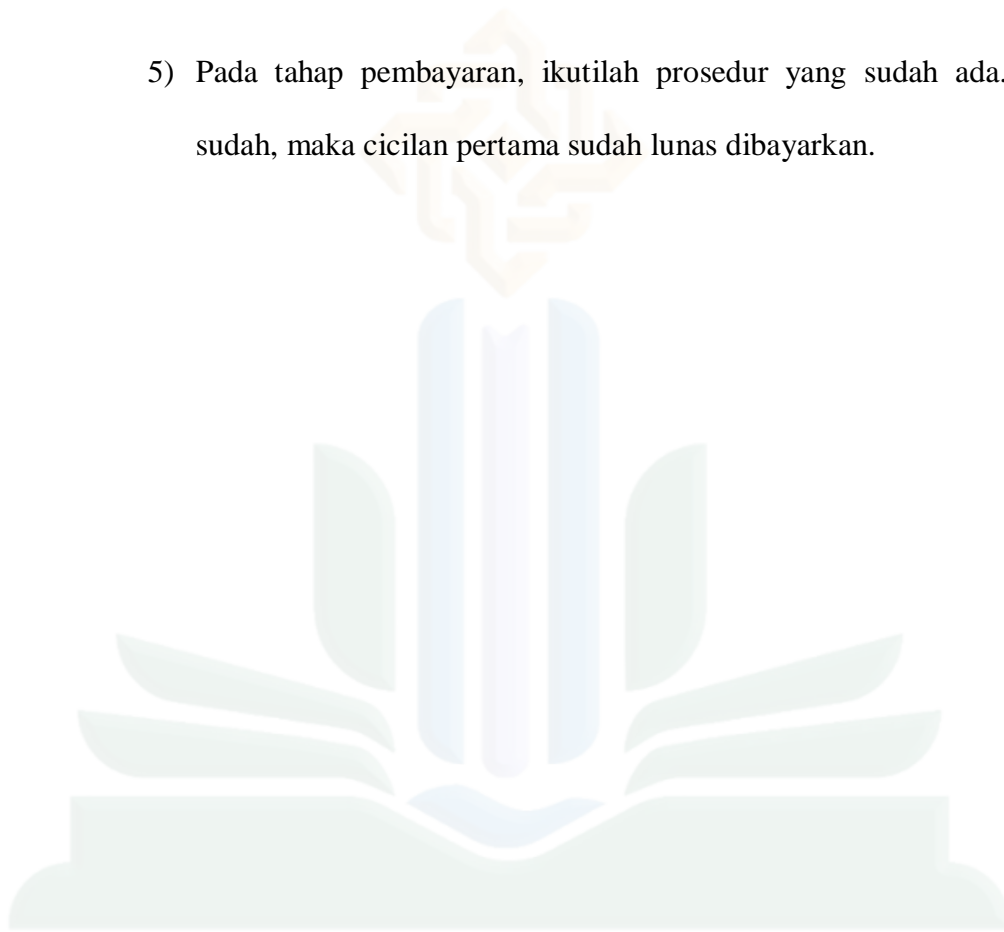 5) Pada tahap pembayaran, ikutilah prosedur yang sudah ada.
sudah, maka cicilan pertama sudah lunas dibayarkan.